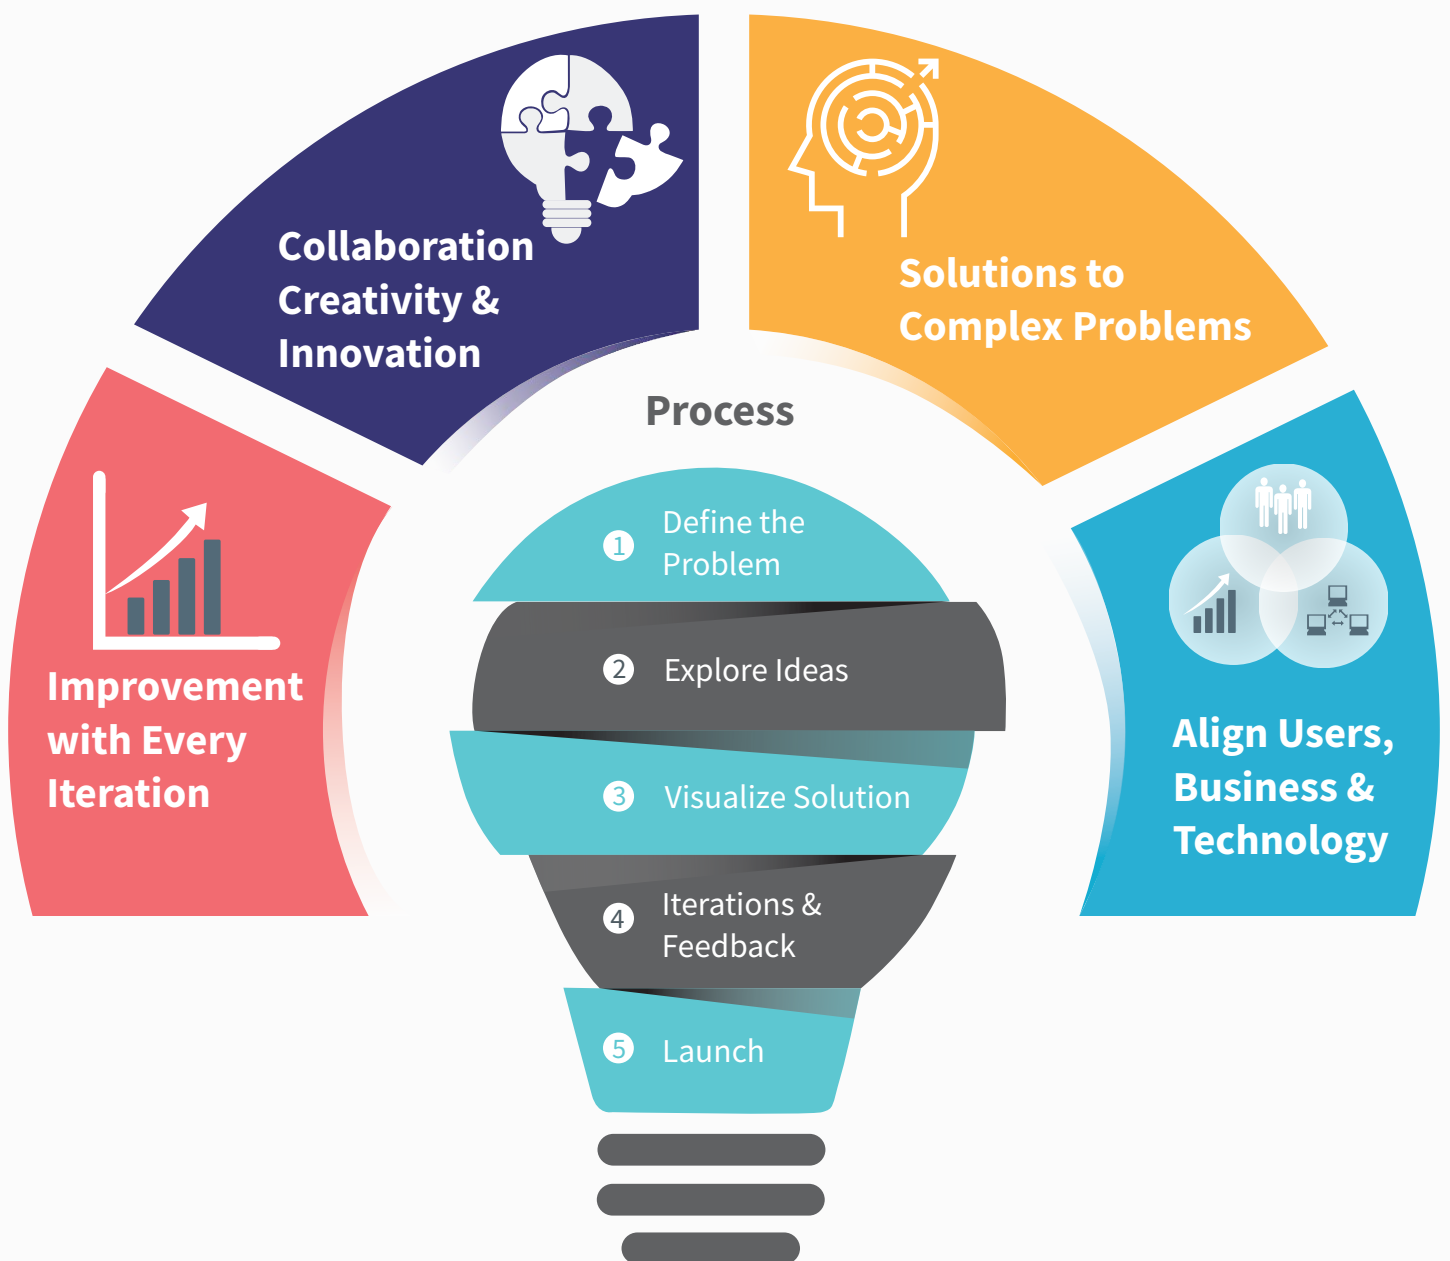 Collaboration
Creativity &
Innovation
Solutions to
Complex Problems
Improvement
with Every
Iteration
Align Users,
Business &
Technology
Process
1 Define the
Problem
2 Explore Ideas
3 Visualize Solution
4 Iterations &
Feedback
5 Launch